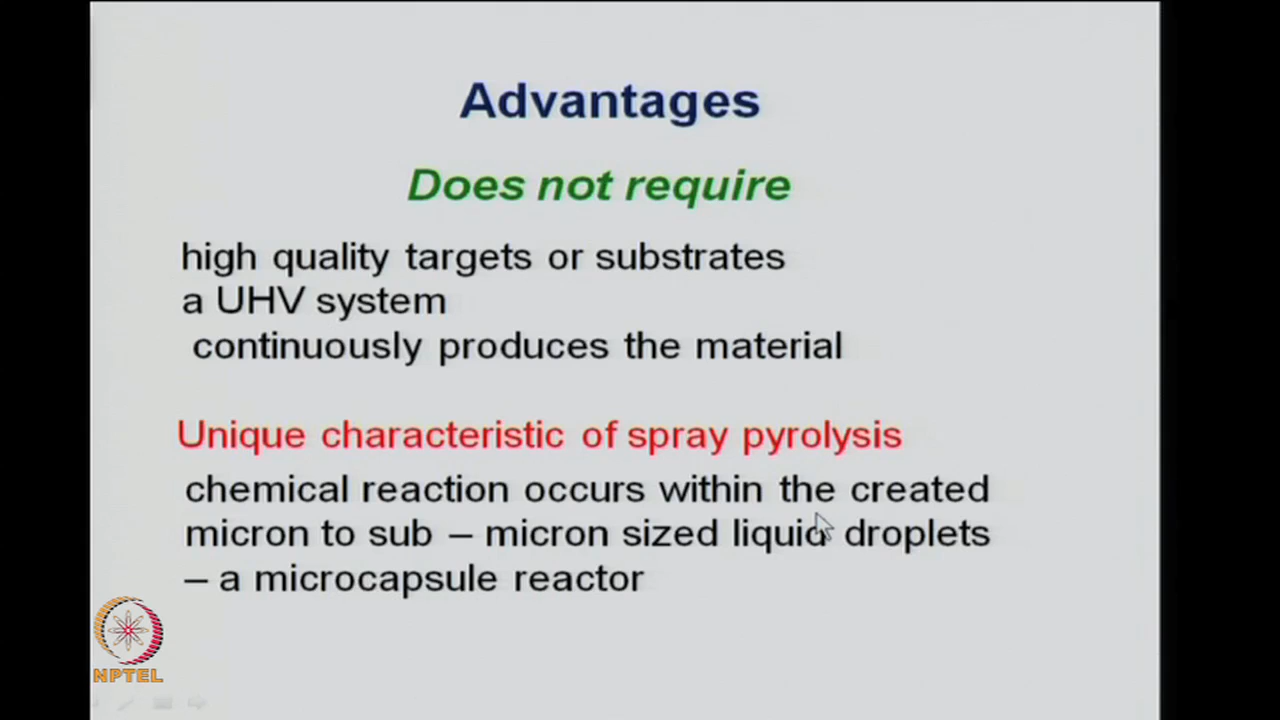 Advantages
Does not require
high quality targets or substrates
a UHV system
continuously produces the material
Unique characteristic of spray pyrolysis
chemical reaction occurs within the created
micron to sub – micron sized liquid droplets
– a microcapsule reactor
NPTEL